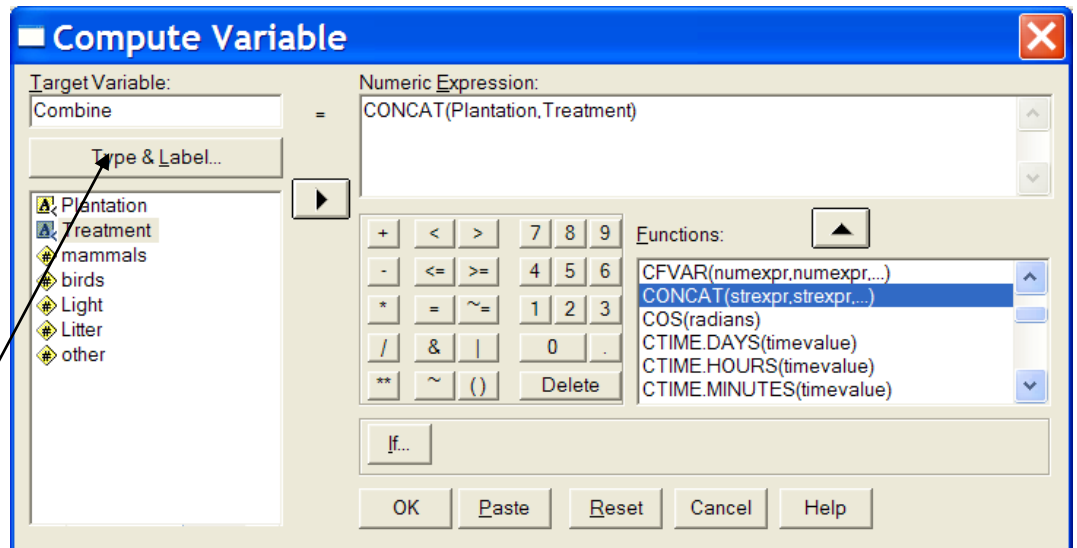 Compute Variable
Target Variable:
Combine
=
Numeric Expression:
CONCAT(Plantation,Treatment)
Type & Label...
Plantation
Treatment
mammals
birds
Light
Litter
other
+ < > 7 8 9
- <= >= 4 5 6
* = ~= 1 2 3
/ & | 0 .
** ~ () Delete
Functions:
CFVAR(numexpr,numexpr,...)
CONCAT(strexpr,strexpr,...)
COS(radians)
CTIME.DAYS(timevalue)
CTIME.HOURS(timevalue)
CTIME.MINUTES(timevalue)
If...
OK Paste Reset Cancel Help